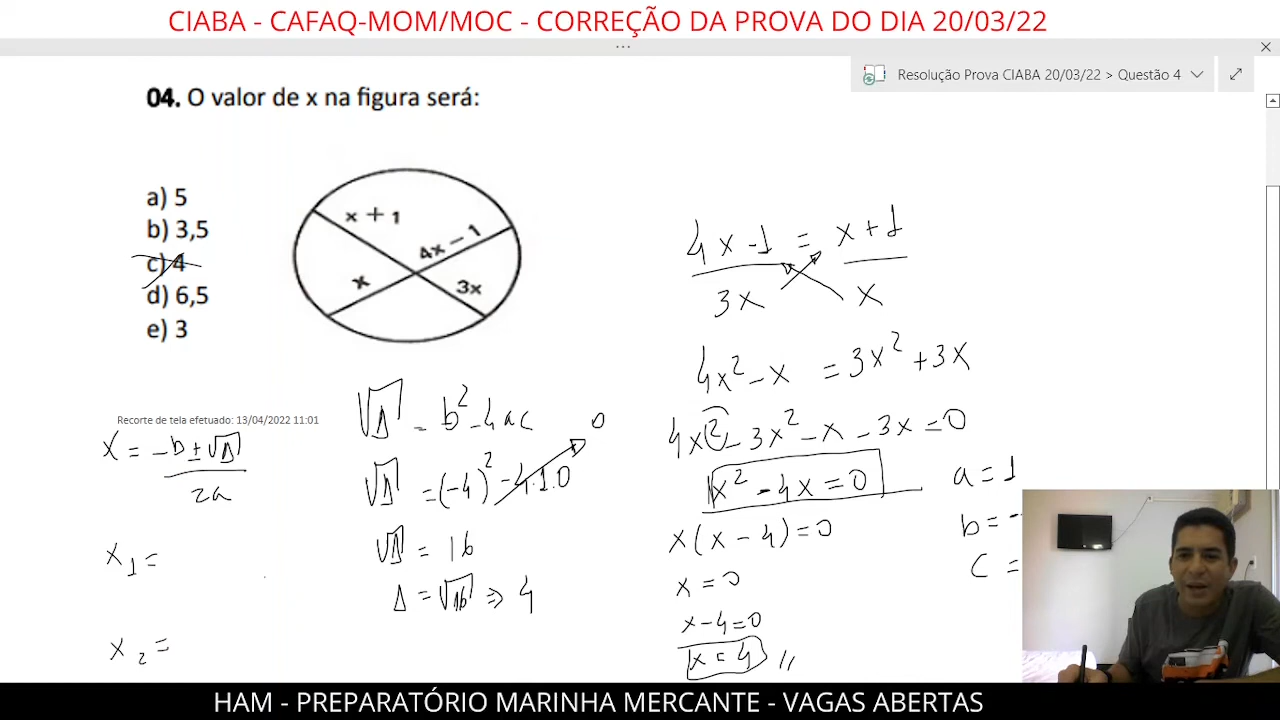 CIABA - CAFAQ-MOM/MOC - CORREÇÃO DA PROVA DO DIA 20/03/22
Resolução Prova CIABA 20/03/22 > Questão 4
04. O valor de x na figura será:
a) 5
b) 3,5
c) 4
d) 6,5
e) 3
x + 1
4x - 1
x
3x
4x - 1 = x + 1
3x x
4x² - x = 3x² + 3x
4x² - 3x² - x - 3x = 0
1x² - 4x = 0
x(x - 4) = 0
x = 0
x - 4 = 0
x = 4 //
a = 1
b = -
c =
Recorte de tela efetuado: 13/04/2022 11:01
x = -b ± √Δ
2a
x₁ =
x₂ =
√Δ = b² - 4ac
√Δ = (-4)² - 4.1.0
0
√Δ = 16
Δ = √16 => 4
HAM - PREPARATÓRIO MARINHA MERCANTE - VAGAS ABERTAS